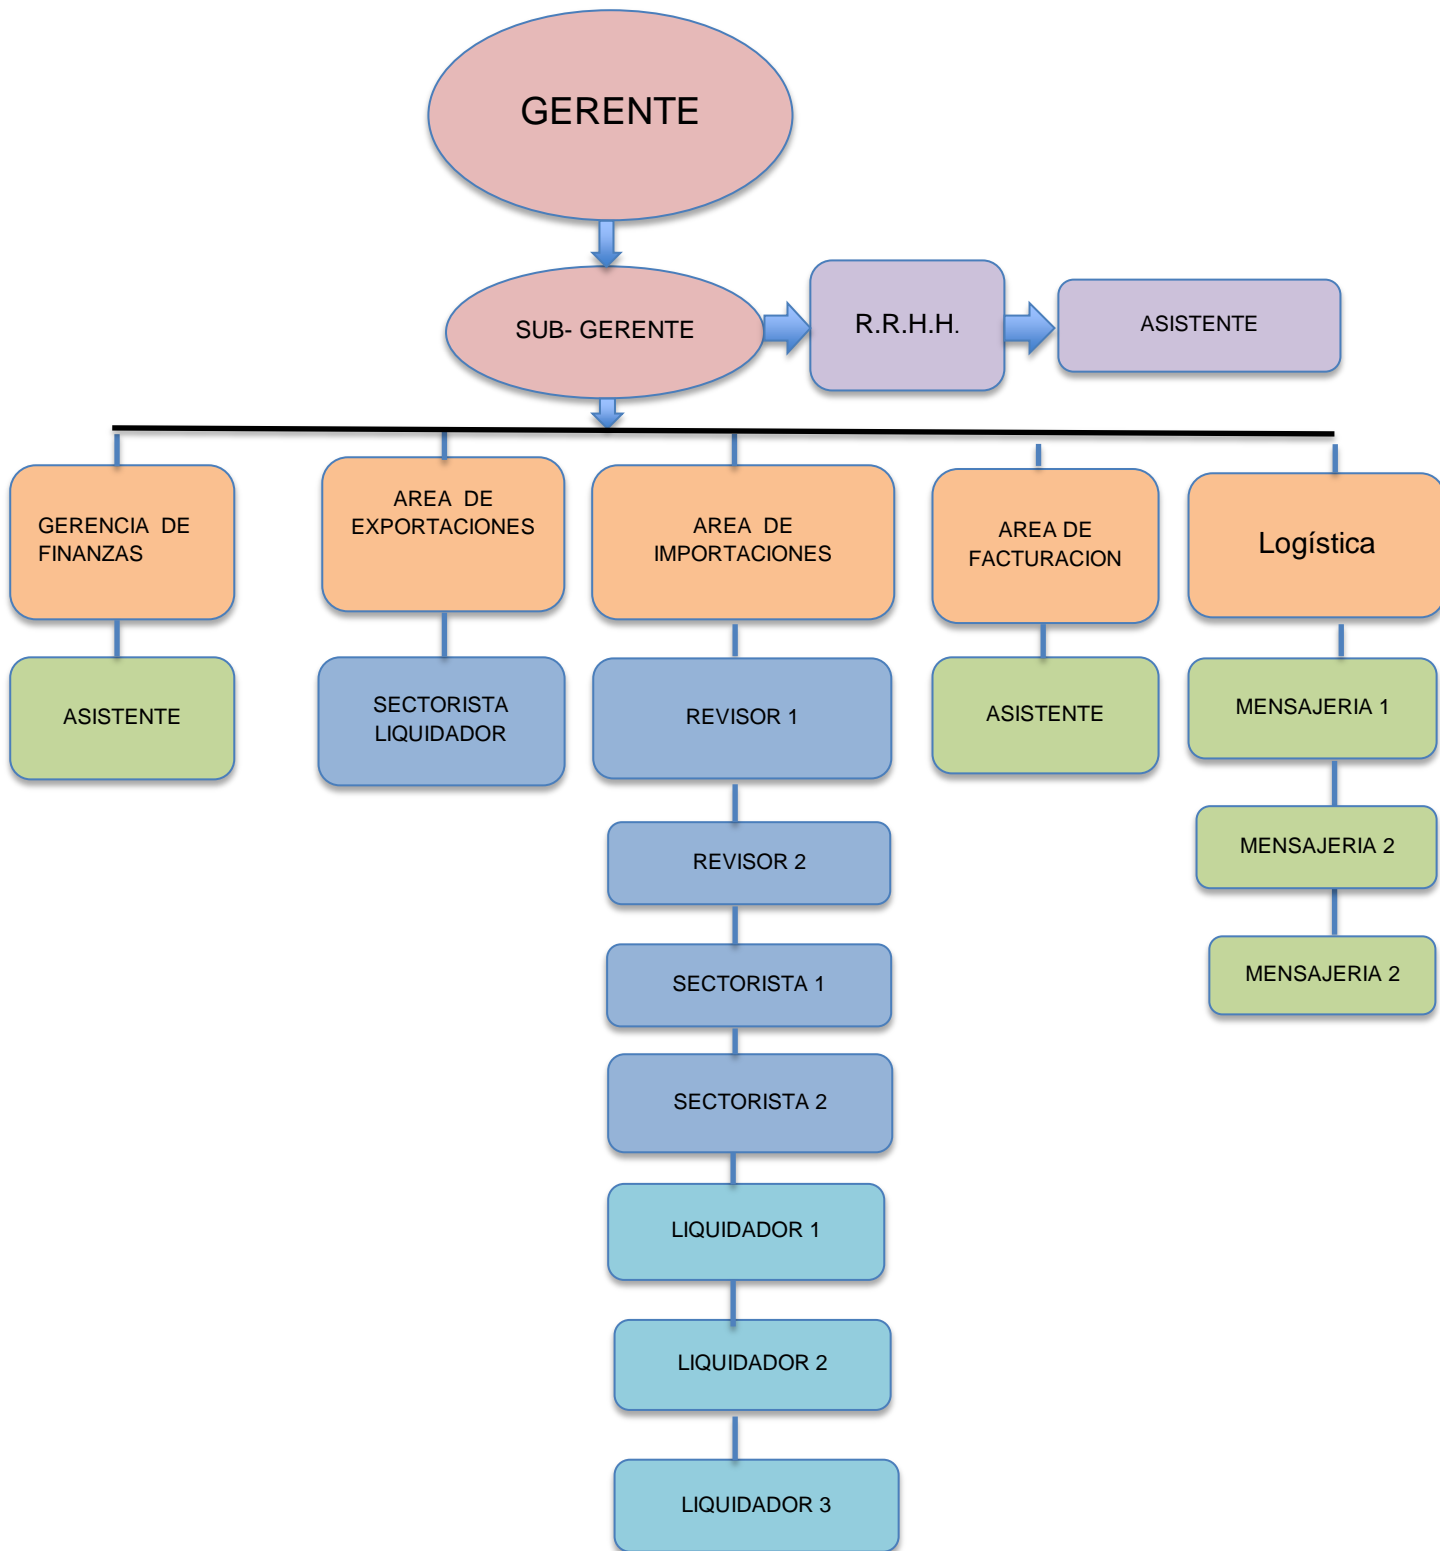 GERENTE
SUB- GERENTE
R.R.H.H.
ASISTENTE
GERENCIA DE
FINANZAS
AREA DE
EXPORTACIONES
AREA DE
IMPORTACIONES
AREA DE
FACTURACION
Logística
ASISTENTE
SECTORISTA
LIQUIDADOR
REVISOR 1
ASISTENTE
MENSAJERIA 1
REVISOR 2
MENSAJERIA 2
SECTORISTA 1
MENSAJERIA 2
SECTORISTA 2
LIQUIDADOR 1
LIQUIDADOR 2
LIQUIDADOR 3